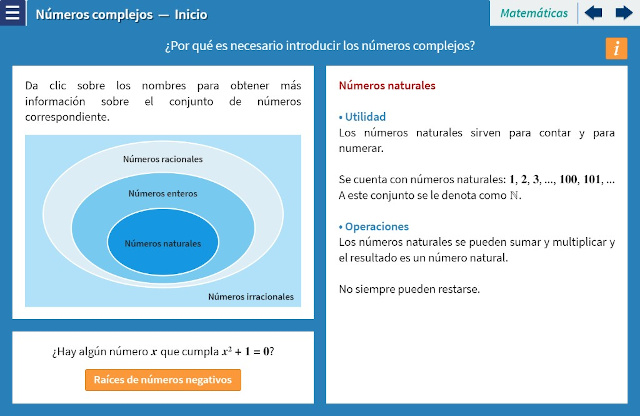 Números complejos — Inicio
Matemáticas
¿Por qué es necesario introducir los números complejos?
i
Da clic sobre los nombres para obtener más
información sobre el conjunto de números
correspondiente.
Números racionales
Números enteros
Números naturales
Números irracionales
¿Hay algún número x que cumpla x² + 1 = 0?
Raíces de números negativos
Números naturales
• Utilidad
Los números naturales sirven para contar y para
numerar.
Se cuenta con números naturales: 1, 2, 3, ..., 100, 101, ...
A este conjunto se le denota como ℕ.
• Operaciones
Los números naturales se pueden sumar y multiplicar y
el resultado es un número natural.
No siempre pueden restarse.